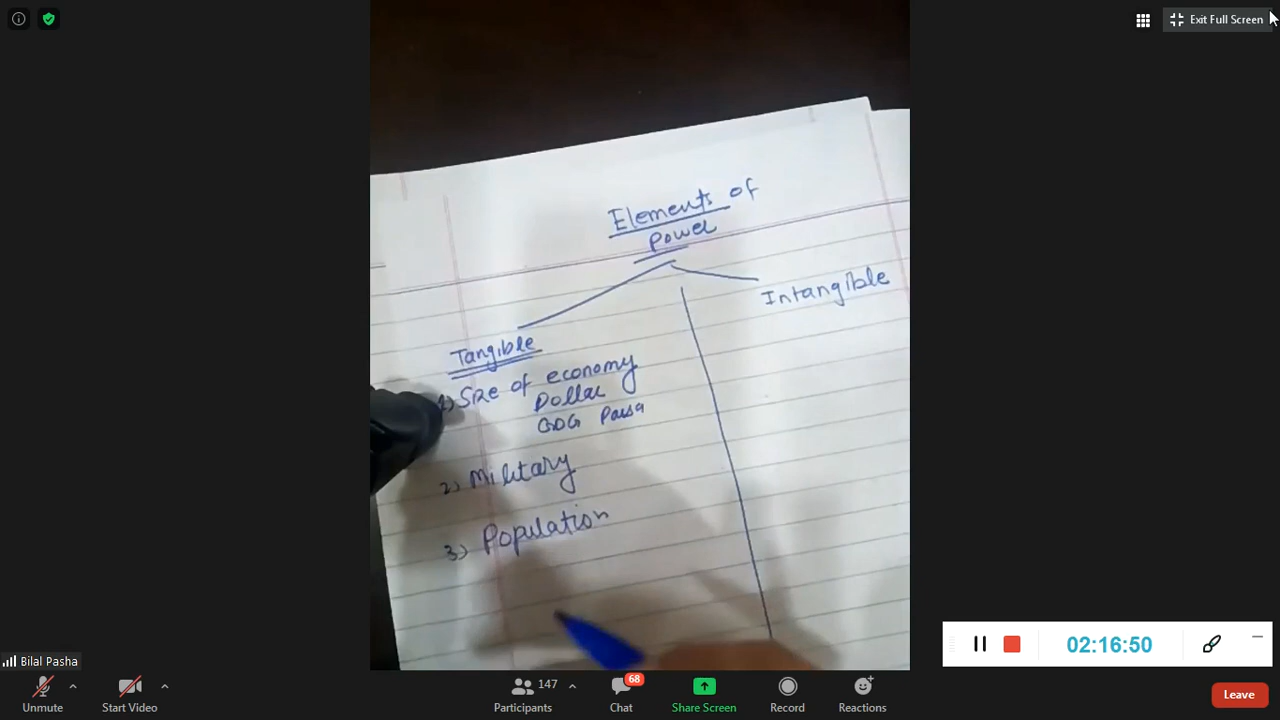 Exit Full Screen
Elements of
Power
Intangible
Tangible
1) Size of economy
Dollar
Paisa
2) Military
3) Population
02:16:50
Bilal Pasha
147
68
Unmute
Start Video
Participants
Chat
Share Screen
Record
Reactions
Leave